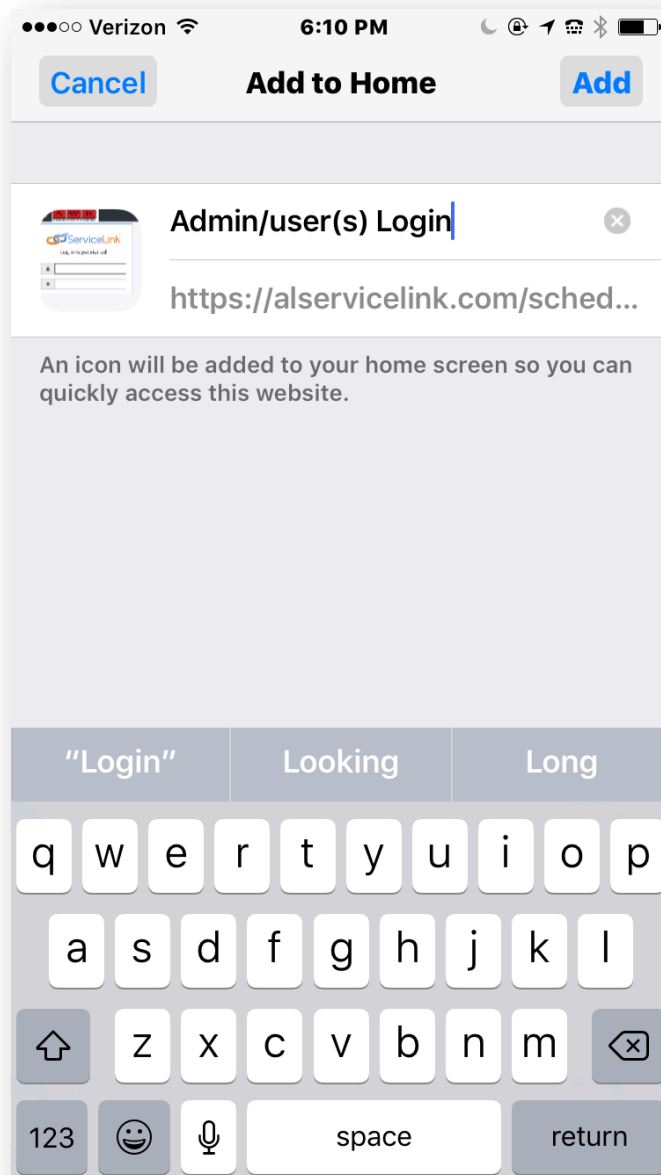 Verizon 6:10 PM
Cancel Add to Home Add
ServiceLink
Admin/user(s) Login
https://alservicelink.com/sched...
An icon will be added to your home screen so you can
quickly access this website.
“Login” Looking Long
q w e r t y u i o p
a s d f g h j k l
z x c v b n m
123 space return